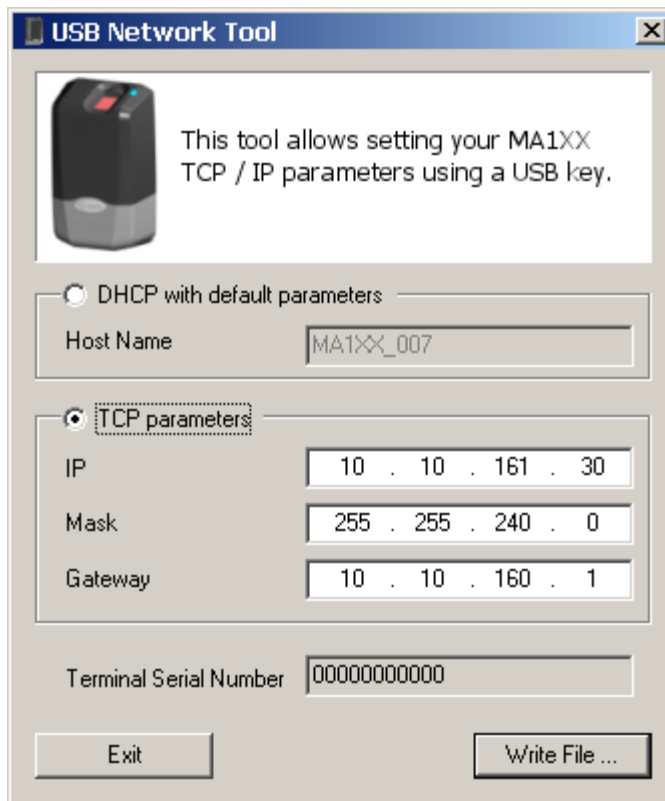 USB Network Tool
This tool allows setting your MA1XX
TCP / IP parameters using a USB key.
DHCP with default parameters
Host Name MA1XX_007
TCP parameters
IP 10 . 10 . 161 . 30
Mask 255 . 255 . 240 . 0
Gateway 10 . 10 . 160 . 1
Terminal Serial Number 00000000000
Exit Write File ...